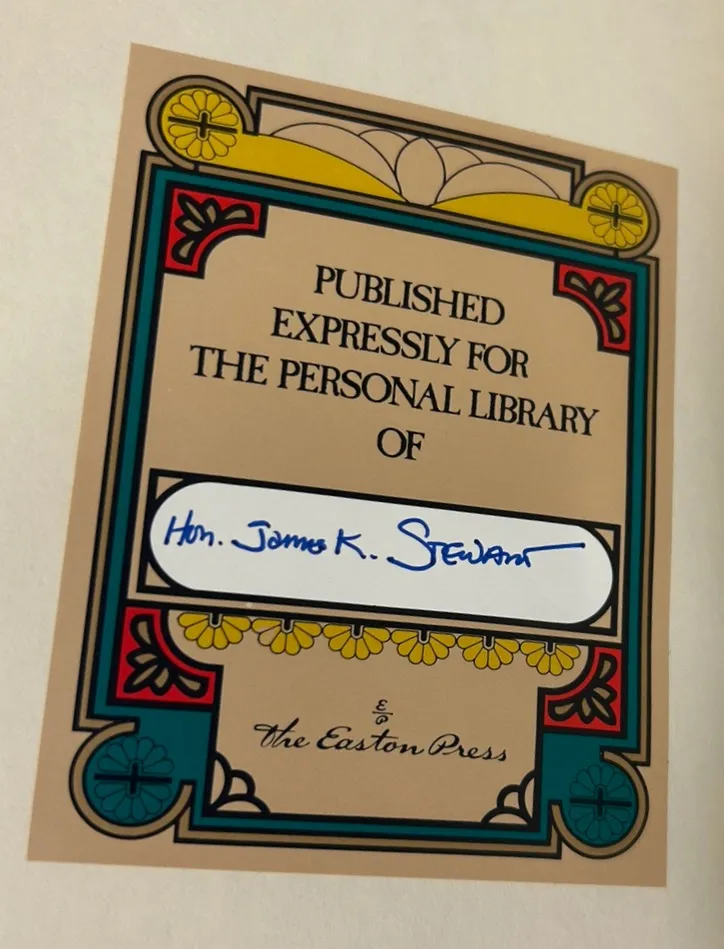 PUBLISHED
EXPRESSLY FOR
THE PERSONAL LIBRARY
OF
Hon. James K. Stewart
E
P
the Easton Press